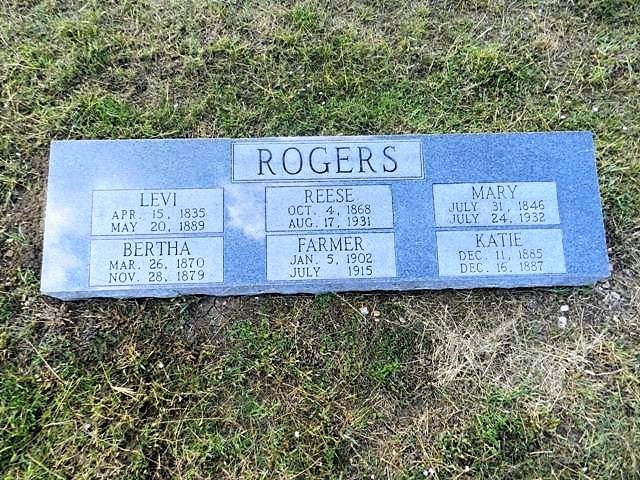 ROGERS
LEVI
APR. 15, 1835
MAY 20, 1889
REESE
OCT. 4, 1868
AUG. 17, 1931
MARY
JULY 31, 1846
JULY 24, 1932
BERTHA
MAR. 26, 1870
NOV. 28, 1879
FARMER
JAN. 5, 1902
JULY 1915
KATIE
DEC. 11, 1885
DEC. 16, 1887